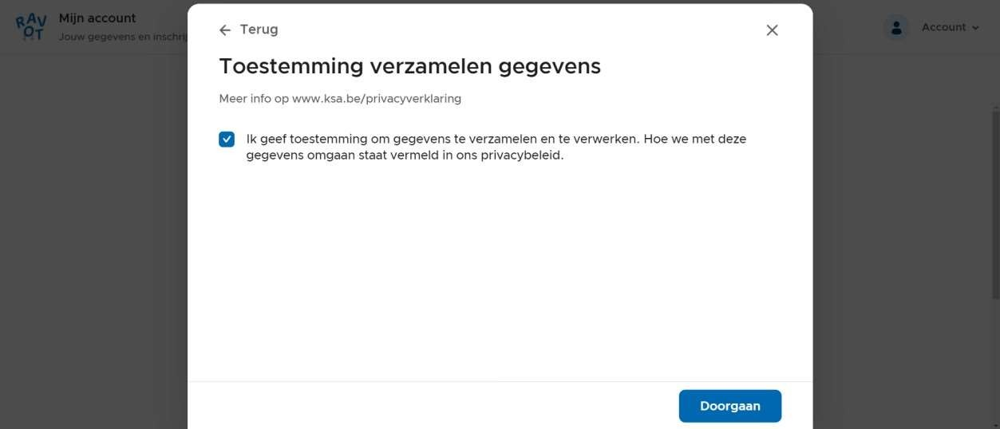 RAV
OT
Mijn account
Jouw gegevens en inschrij
Terug
Account
Toestemming verzamelen gegevens
Meer info op www.ksa.be/privacyverklaring
Ik geef toestemming om gegevens te verzamelen en te verwerken. Hoe we met deze
gegevens omgaan staat vermeld in ons privacybeleid.
Doorgaan